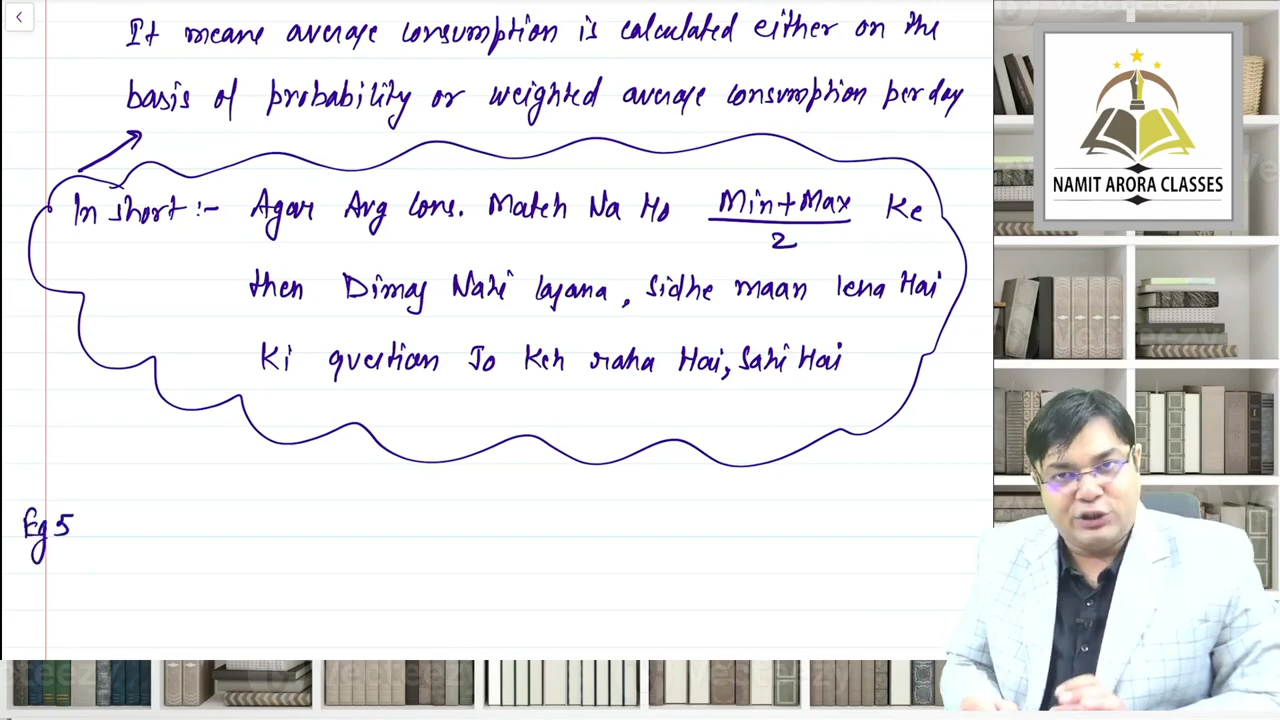 It means average consumption is calculated either on the
basis of probability or weighted average consumption per day
In short :- Agar Avg Cons. Match Na Ho Min+Max/2 Ke
then Dimag Nahi lagana, Sidhe maan lena Hai
Ki question Jo Keh raha Hai, Sahi Hai
Eg 5
NAMIT ARORA CLASSES